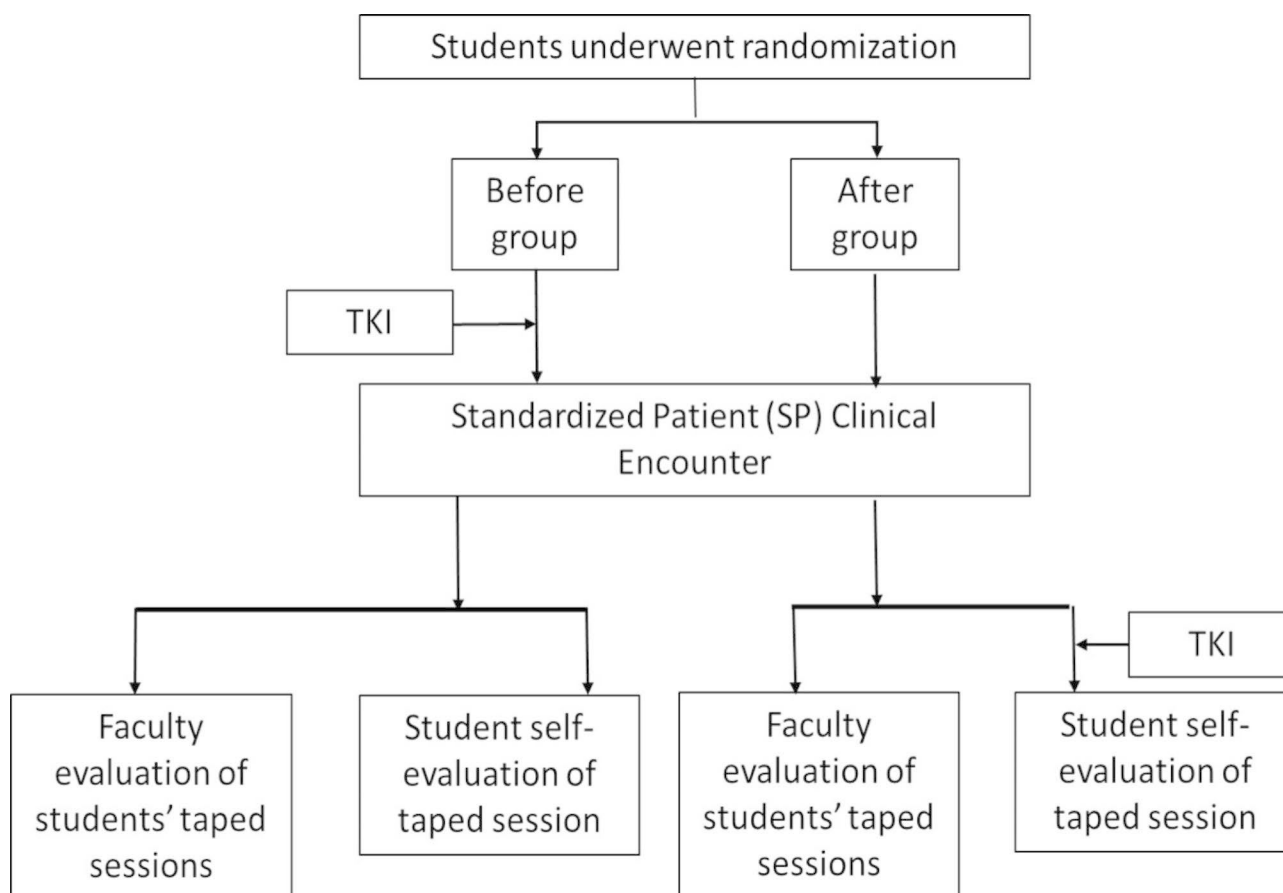 Students underwent randomization
Before
group
After
group
TKI
Standardized Patient (SP) Clinical
Encounter
TKI
Faculty
evaluation of
students’ taped
sessions
Student self-
evaluation of
taped session
Faculty
evaluation of
students’ taped
sessions
Student self-
evaluation of
taped session